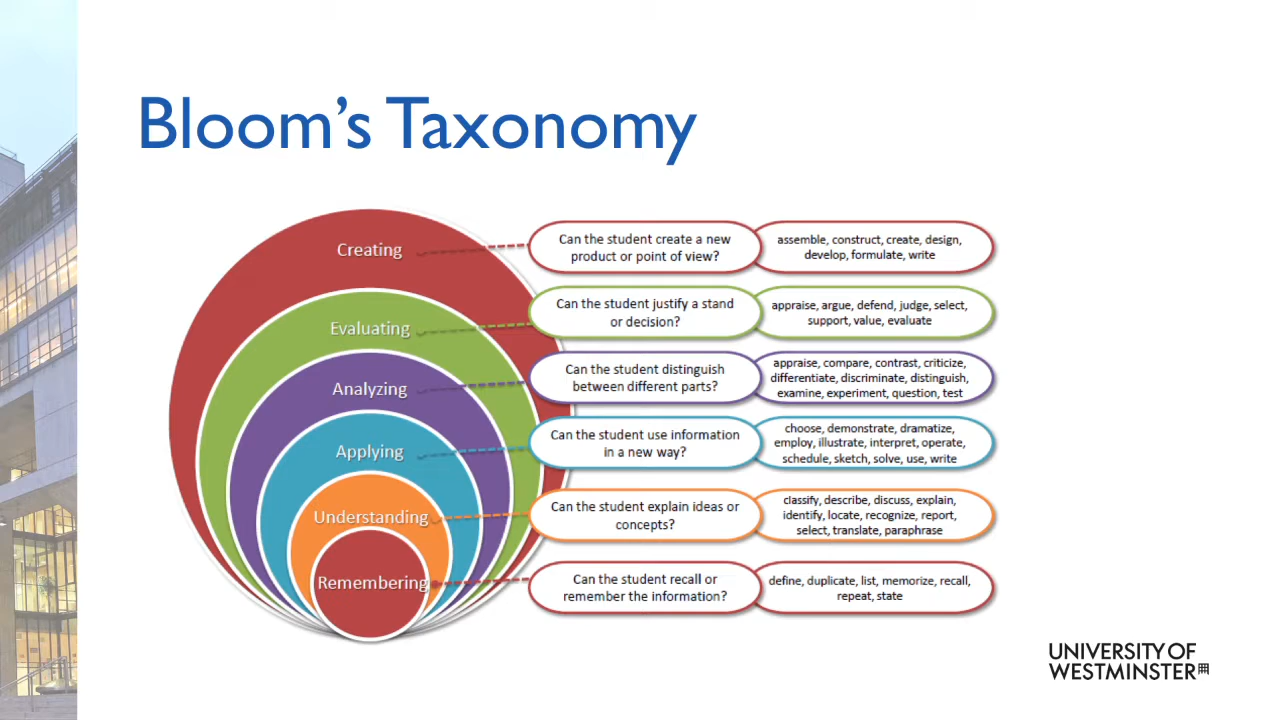 Bloom's Taxonomy
Creating
Can the student create a new
product or point of view?
assemble, construct, create, design,
develop, formulate, write
Evaluating
Can the student justify a stand
or decision?
appraise, argue, defend, judge, select,
support, value, evaluate
Analyzing
Can the student distinguish
between different parts?
appraise, compare, contrast, criticize,
differentiate, discriminate, distinguish,
examine, experiment, question, test
Applying
Can the student use information
in a new way?
choose, demonstrate, dramatize,
employ, illustrate, interpret, operate,
schedule, sketch, solve, use, write
Understanding
Can the student explain ideas or
concepts?
classify, describe, discuss, explain,
identify, locate, recognize, report,
select, translate, paraphrase
Remembering
Can the student recall or
remember the information?
define, duplicate, list, memorize, recall,
repeat, state
UNIVERSITY OF
WESTMINSTER